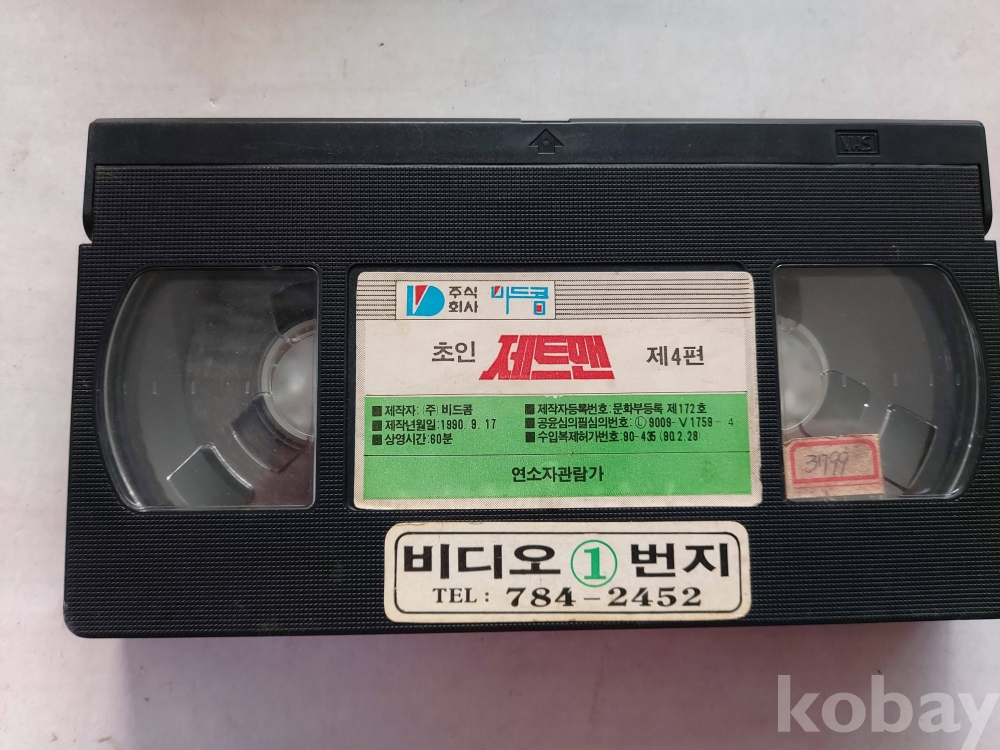 VHS
주식 회사 비드콤
초인 제트맨 제4편
■ 제작자: (주) 비드콤
■ 제작년월일:1890. 9. 17
■ 상영시간:60분
■ 제작자등록번호: 문화부등록 제172호
■ 공윤심의필심의번호: Ⓛ9009-V1759-4
■ 수입복제허가번호:90-435 (90.2.28)
연소자관람가
31799
비디오 ① 번지
TEL: 784-2452
kobay